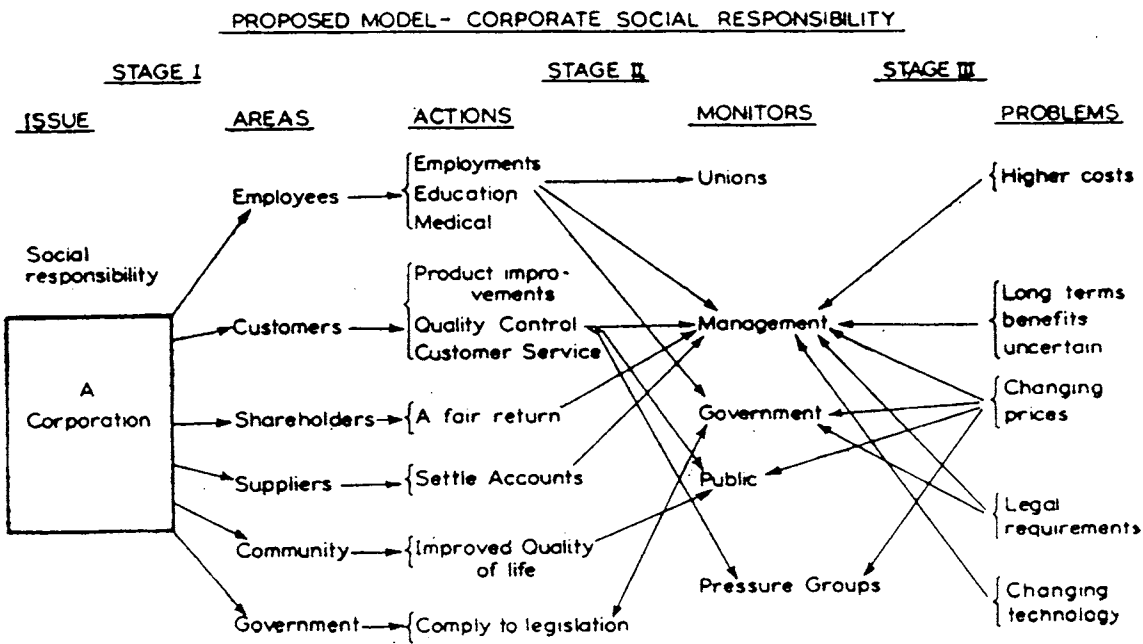 PROPOSED MODEL- CORPORATE SOCIAL RESPONSIBILITY
STAGE I
STAGE II
STAGE III
ISSUE
AREAS
ACTIONS
MONITORS
PROBLEMS
Social
responsibility
A
Corporation
Employees
Customers
Shareholders
Suppliers
Community
Government
Employments
Education
Medical
Product impro-
vements
Quality Control
Customer Service
A fair return
Settle Accounts
Improved Quality
of life
Comply to legislation
Unions
Management
Government
Public
Pressure Groups
Higher costs
Long terms
benefits
uncertain
Changing
prices
Legal
requirements
Changing
technology